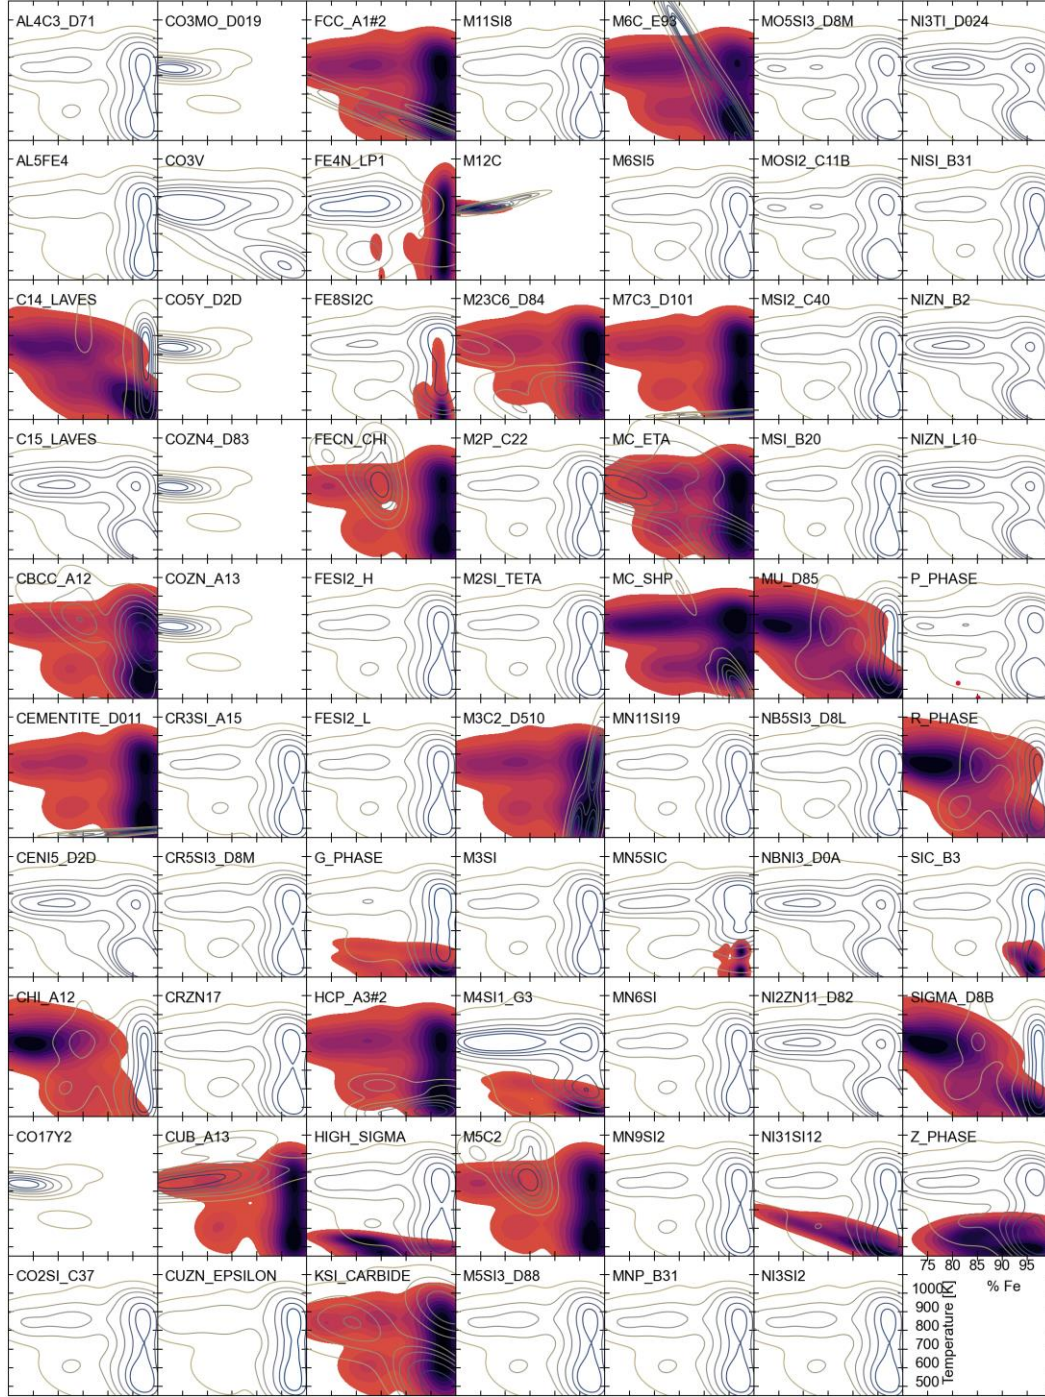 AL4C3_D71 CO3MO_D019 FCC_A1#2 M11SI8 M6C_E93 MO5SI3_D8M NI3TI_D024
AL5FE4 CO3V FE4N_LP1 M12C M6SI5 MOSI2_C11B NISI_B31
C14_LAVES CO5Y_D2D FE8SI2C M23C6_D84 M7C3_D101 MSI2_C40 NIZN_B2
C15_LAVES COZN4_D83 FECN_CHI M2P_C22 MC_ETA MSI_B20 NIZN_L10
CBCC_A12 COZN_A13 FESI2_H M2SI_TETA MC_SHP MU_D85 P_PHASE
CEMENTITE_D011 CR3SI_A15 FESI2_L M3C2_D510 MN11SI19 NB5SI3_D8L R_PHASE
CENI5_D2D CR5SI3_D8M G_PHASE M3SI MN5SIC NBNI3_D0A SIC_B3
CHI_A12 CRZN17 HCP_A3#2 M4SI1_G3 MN6SI NI2ZN11_D82 SIGMA_D8B
CO17Y2 CUB_A13 HIGH_SIGMA M5C2 MN9SI2 NI31SI12 Z_PHASE
CO2SI_C37 CUZN_EPSILON KSI_CARBIDE M5SI3_D88 MNP_B31 NI3SI2
75 80 85 90 95
% Fe
1000
900
800
700
600
500
Temperature [K]